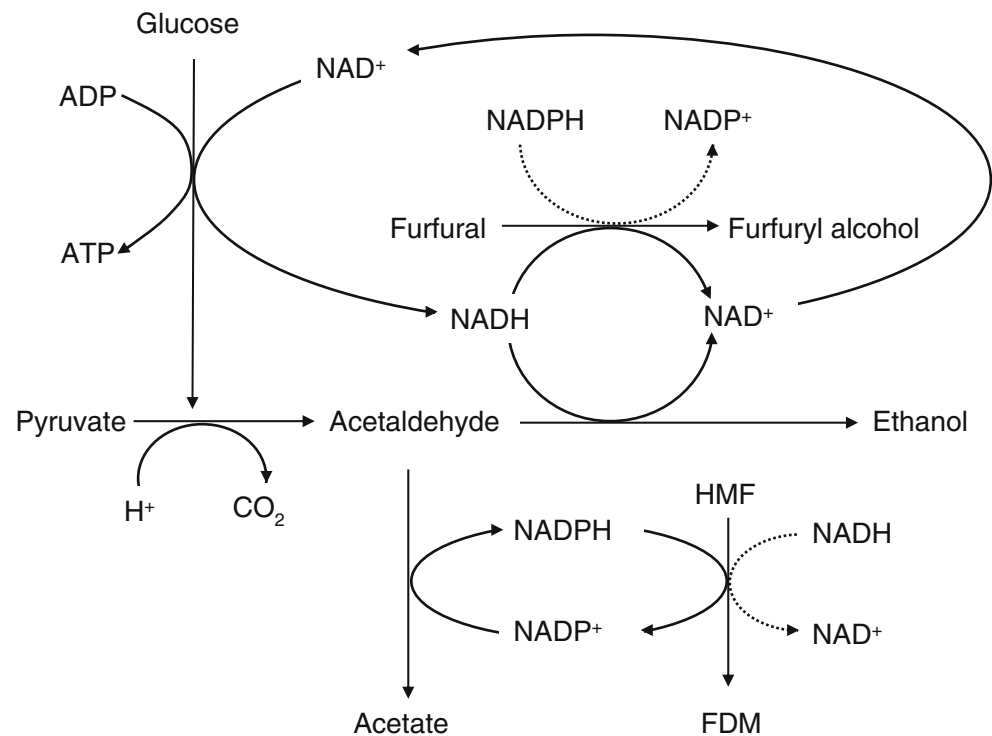 Glucose
NAD⁺
ADP
NADPH NADP⁺
Furfural Furfuryl alcohol
ATP
NADH NAD⁺
Pyruvate Acetaldehyde Ethanol
H⁺ CO₂
HMF
NADPH NADH
NADP⁺ NAD⁺
Acetate FDM